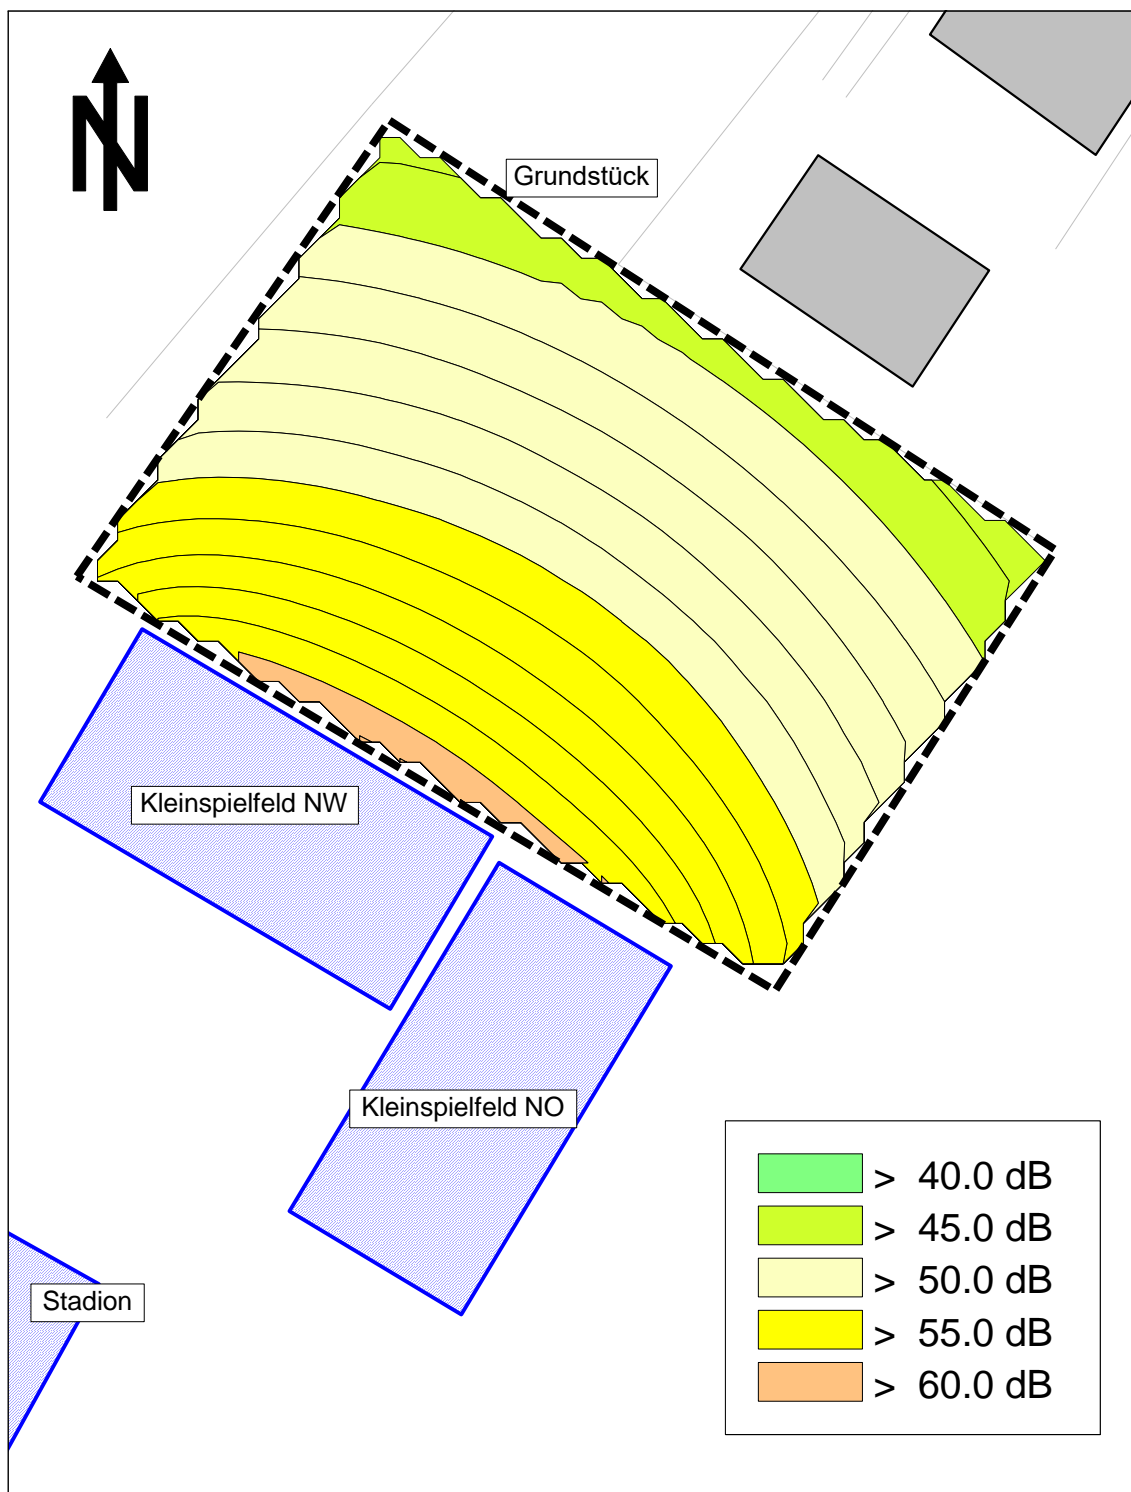 N
Grundstück
Kleinspielfeld NW
Kleinspielfeld NO
Stadion
> 40.0 dB
> 45.0 dB
> 50.0 dB
> 55.0 dB
> 60.0 dB